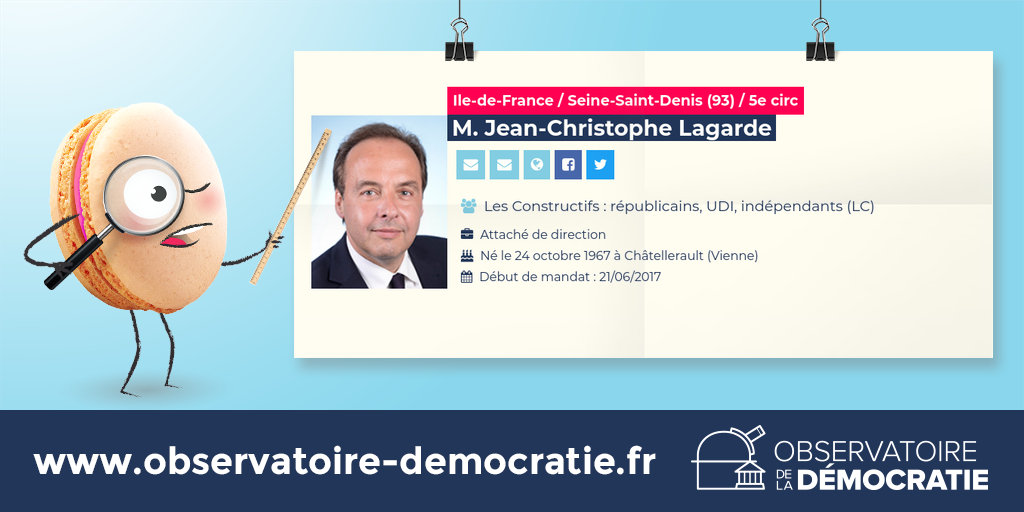 Ile-de-France / Seine-Saint-Denis (93) / 5e circ
M. Jean-Christophe Lagarde
Les Constructifs : républicains, UDI, indépendants (LC)
Attaché de direction
Né le 24 octobre 1967 à Châtellerault (Vienne)
Début de mandat : 21/06/2017
www.observatoire-democratie.fr
OBSERVATOIRE
DE LA DÉMOCRATIE